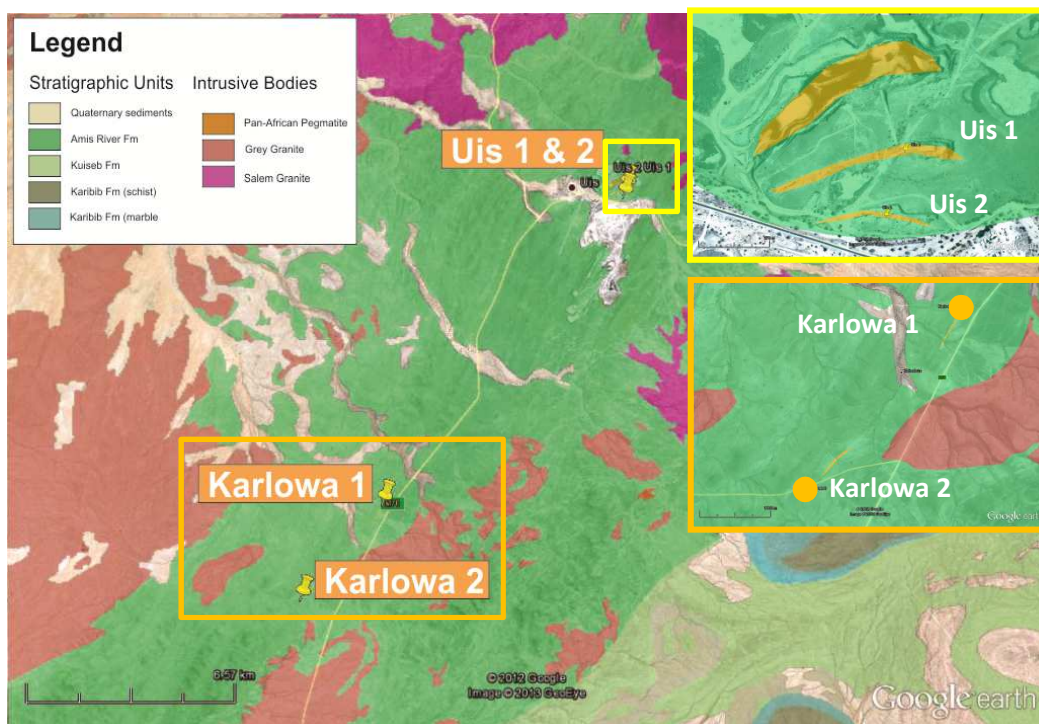 Legend
Stratigraphic Units
Quaternary sediments
Amis River Fm
Kuiseb Fm
Karibib Fm (schist)
Karibib Fm (marble
Intrusive Bodies
Pan-African Pegmatite
Grey Granite
Salem Granite
Uis 1 & 2
Uis 2 Uis 1
Uis
Karlowa 1
Karlowa 2
6.57 km
© 2012 Google
Image © 2013 GeoEye
Google earth
Uis 1
Uis 2
Karlowa 1
Karlowa 2
Google earth